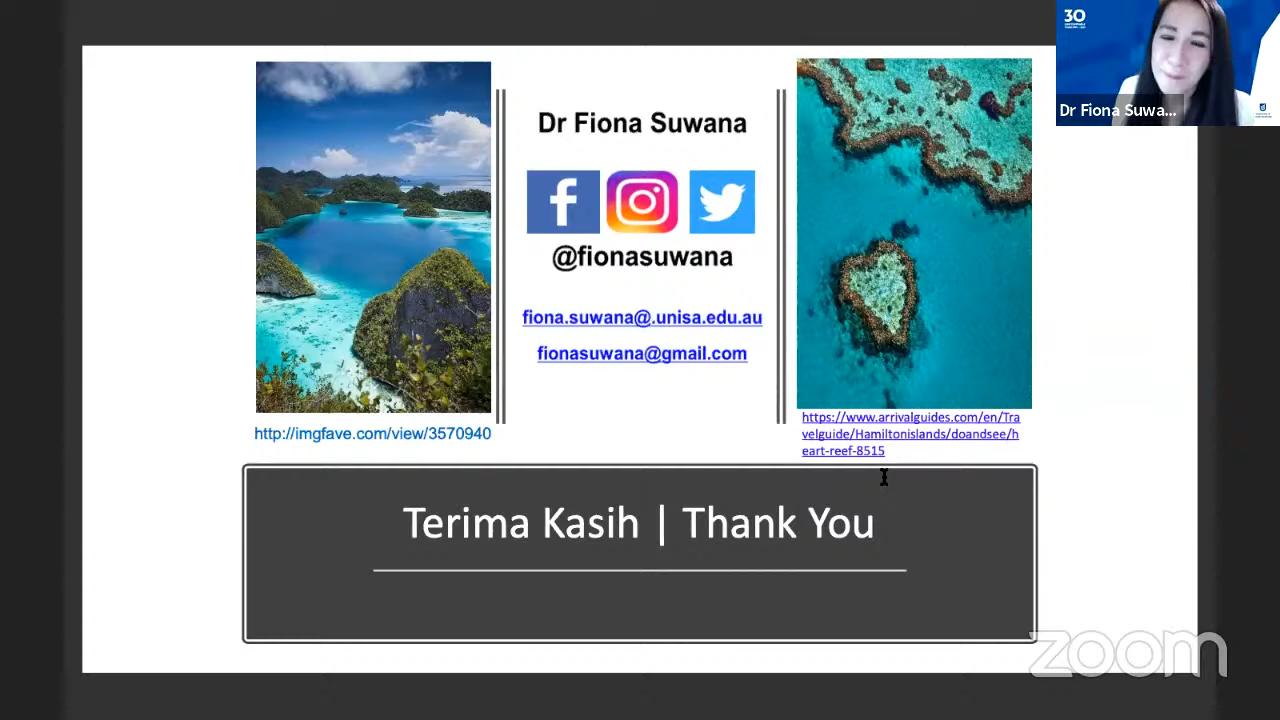 30
Dr Fiona Suwa...
Dr Fiona Suwana
@fionasuwana
fiona.suwana@.unisa.edu.au
fionasuwana@gmail.com
http://imgfave.com/view/3570940
https://www.arrivalguides.com/en/Tra
velguide/Hamiltonislands/doandsee/h
eart-reef-8515
Terima Kasih | Thank You
zoom